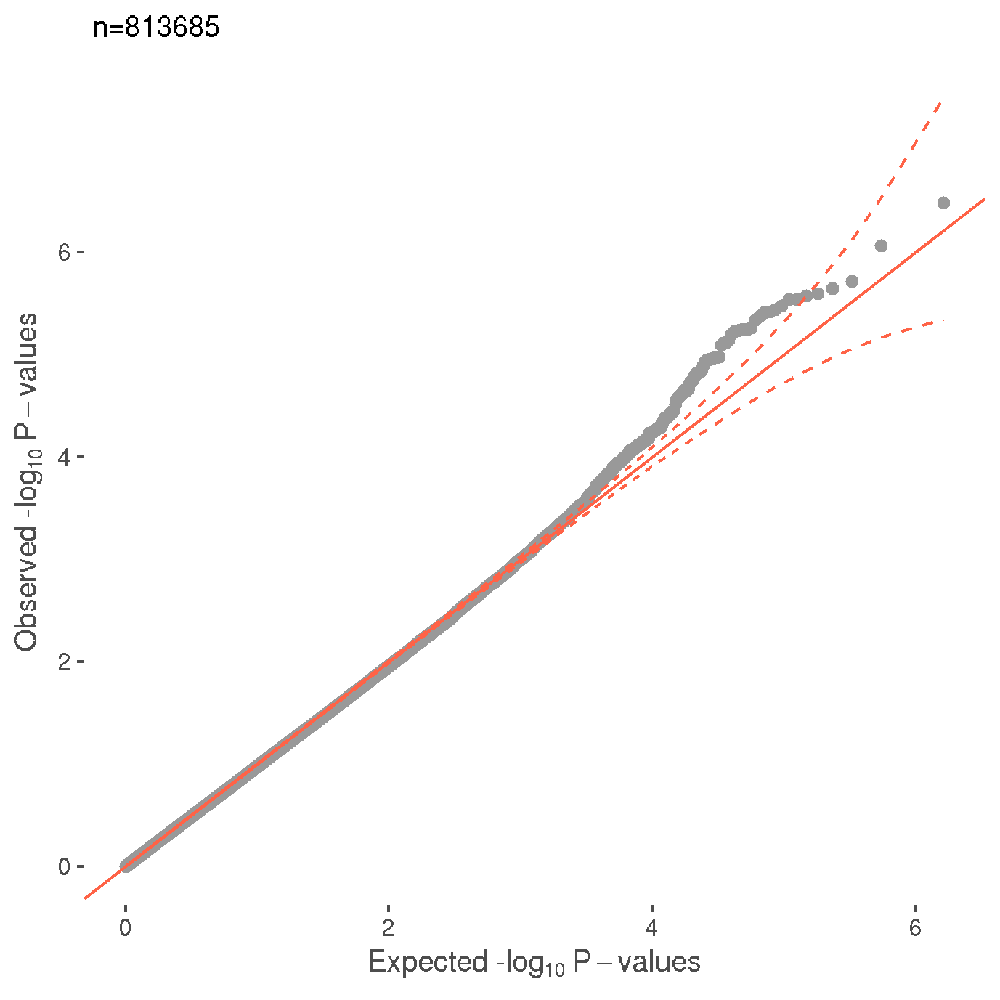 n=813685
Observed -log10 P−values
6
4
2
0
0 2 4 6
Expected -log10 P−values